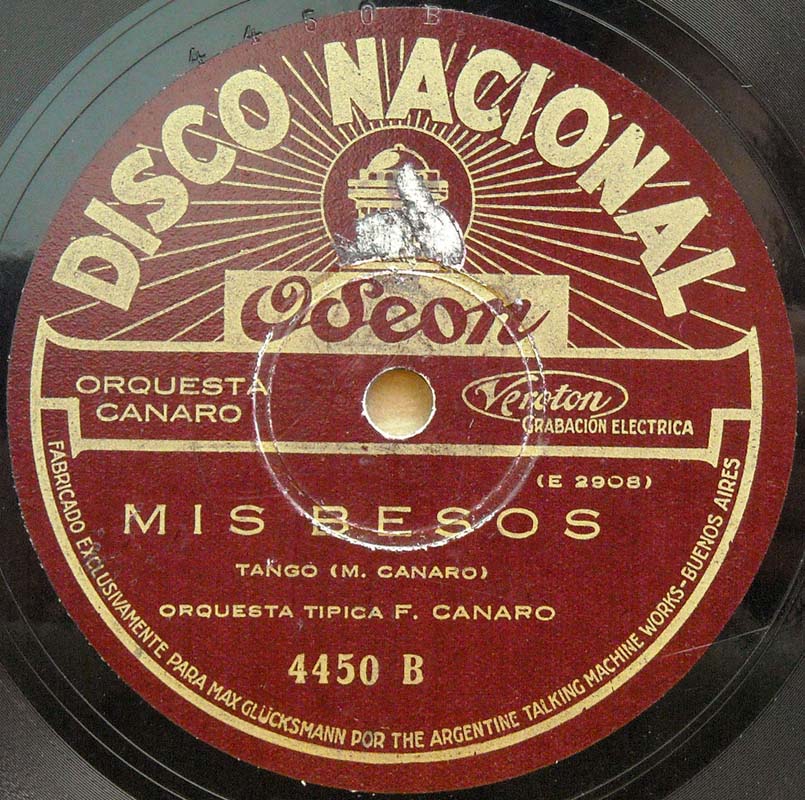 4450 B
DISCO NACIONAL
Odeon
ORQUESTA
CANARO
Veroton
GRABACIÓN ELECTRICA
(E 2908)
MIS BESOS
TANGO (M. CANARO)
ORQUESTA TIPICA F. CANARO
4450 B
FABRICADO EXCLUSIVAMENTE PARA MAX GLÜCKSMANN POR THE ARGENTINE TALKING MACHINE WORKS-BUENOS AIRES